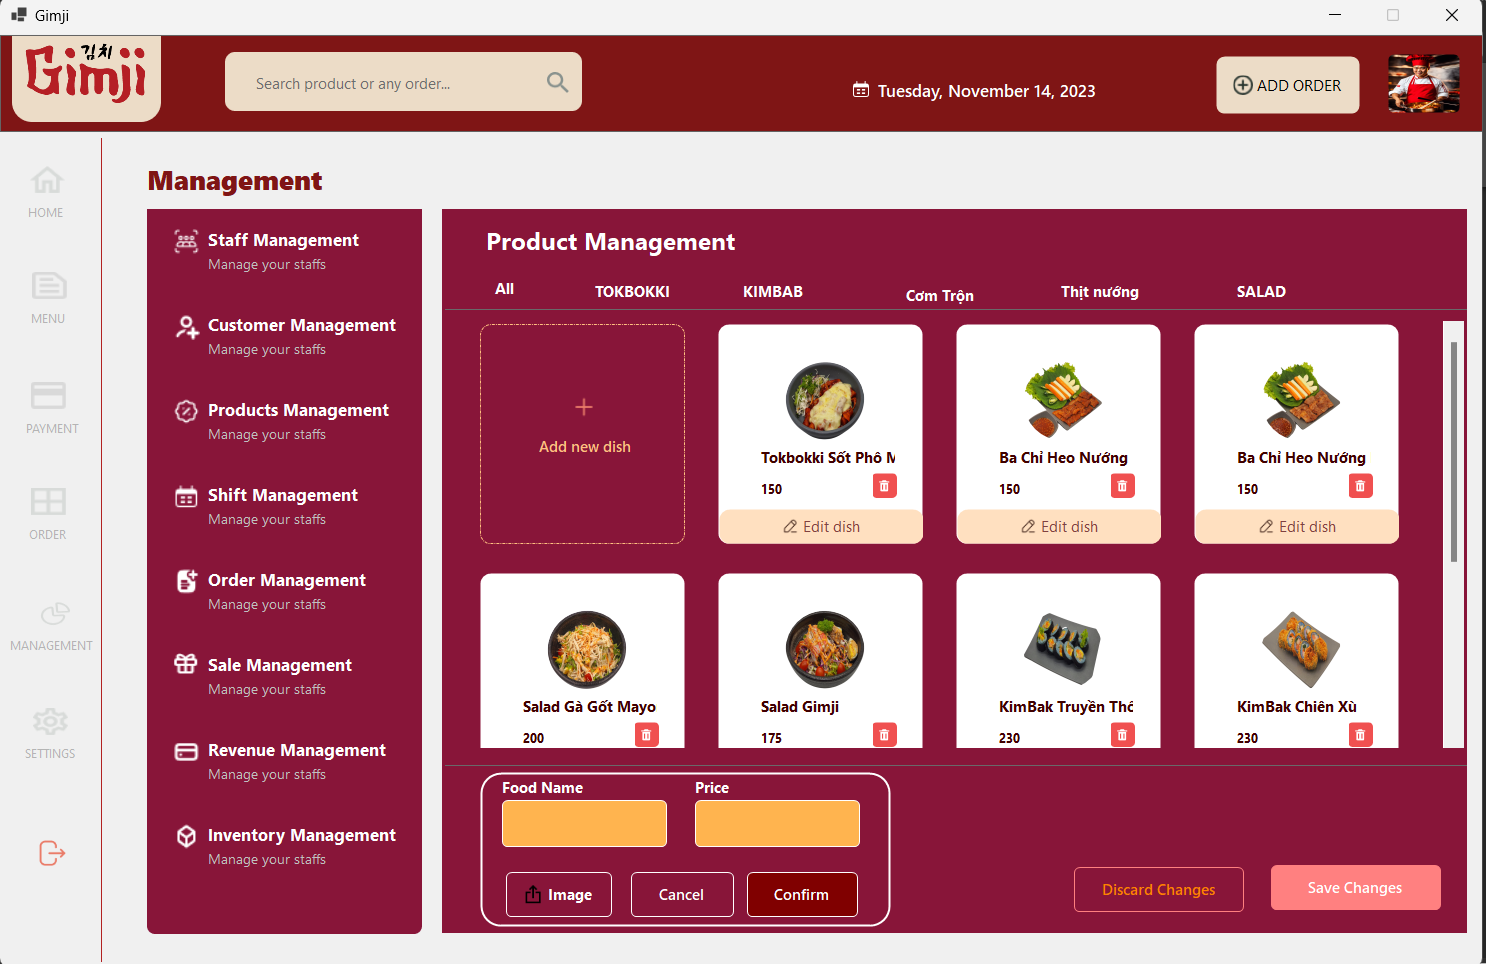 Gimji
김치
Gimji
Search product or any order...
Tuesday, November 14, 2023
ADD ORDER
HOME
MENU
PAYMENT
ORDER
MANAGEMENT
SETTINGS
Management
Staff Management
Manage your staffs
Customer Management
Manage your staffs
Products Management
Manage your staffs
Shift Management
Manage your staffs
Order Management
Manage your staffs
Sale Management
Manage your staffs
Revenue Management
Manage your staffs
Inventory Management
Manage your staffs
Product Management
All TOKBOKKI KIMBAB Cơm Trộn Thịt nướng SALAD
Add new dish
Tokbokki Sốt Phô
150
Edit dish
Ba Chỉ Heo Nướng
150
Edit dish
Ba Chỉ Heo Nướng
150
Edit dish
Salad Gà Gốt Mayo
200
Salad Gimji
175
KimBak Truyền
230
KimBak Chiên Xù
230
Food Name Price
Image Cancel Confirm
Discard Changes Save Changes